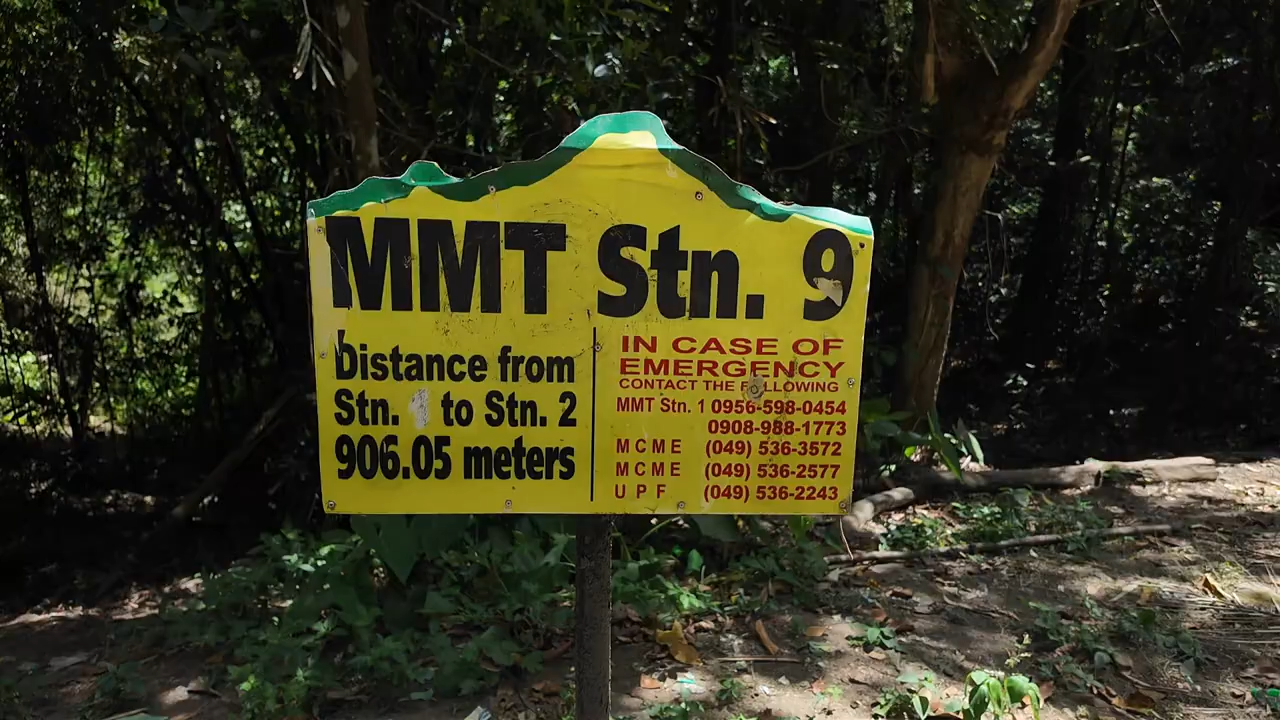 MMT Stn. 9
Distance from
Stn. to Stn. 2
906.05 meters
IN CASE OF
EMERGENCY
CONTACT THE FOLLOWING
MMT Stn. 1 0956-598-0454
0908-988-1773
MCME (049) 536-3572
MCME (049) 536-2577
UPF (049) 536-2243